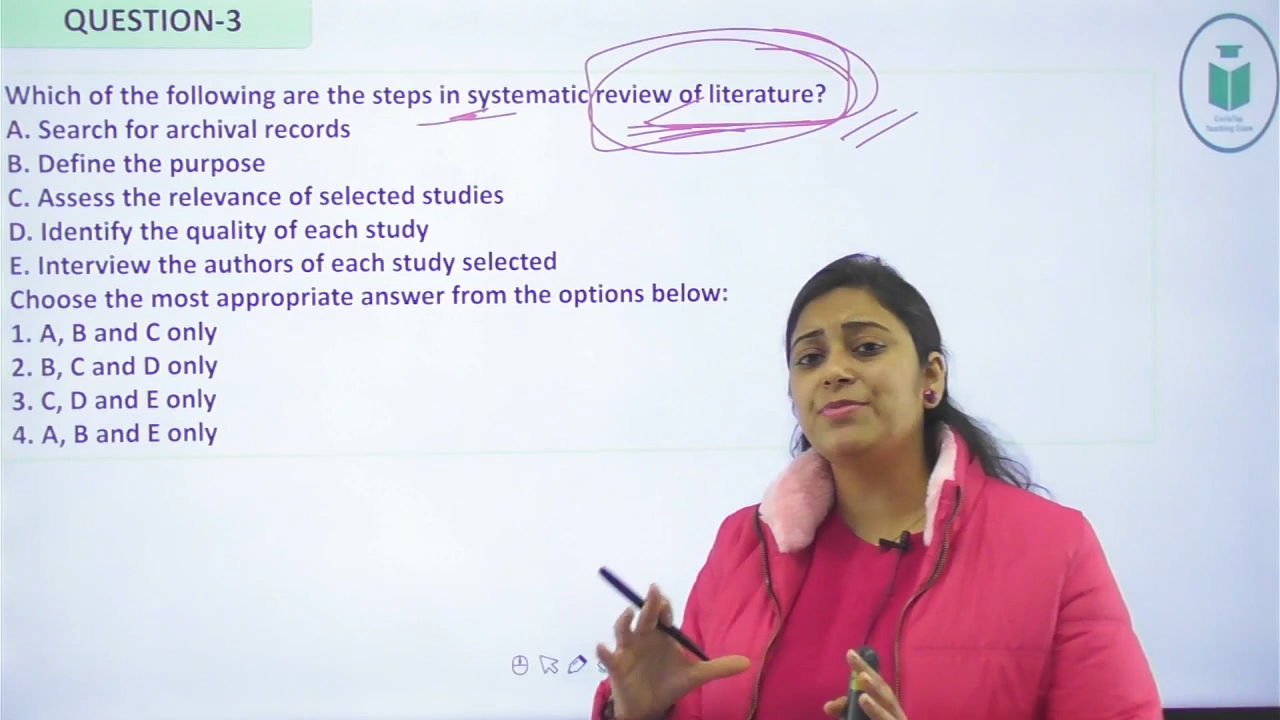 QUESTION-3
Which of the following are the steps in systematic review of literature?
A. Search for archival records
B. Define the purpose
C. Assess the relevance of selected studies
D. Identify the quality of each study
E. Interview the authors of each study selected
Choose the most appropriate answer from the options below:
1. A, B and C only
2. B, C and D only
3. C, D and E only
4. A, B and E only
Teaching Exam